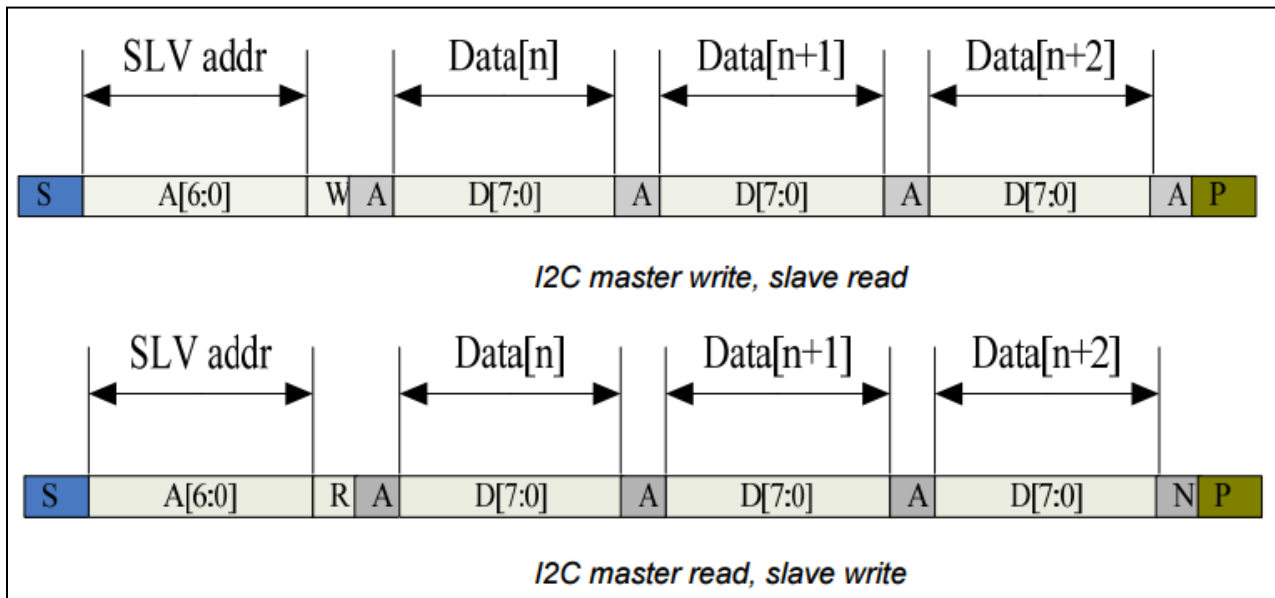 SLV addr Data[n] Data[n+1] Data[n+2]
S A[6:0] W A D[7:0] A D[7:0] A D[7:0] A P
I2C master write, slave read
SLV addr Data[n] Data[n+1] Data[n+2]
S A[6:0] R A D[7:0] A D[7:0] A D[7:0] N P
I2C master read, slave write